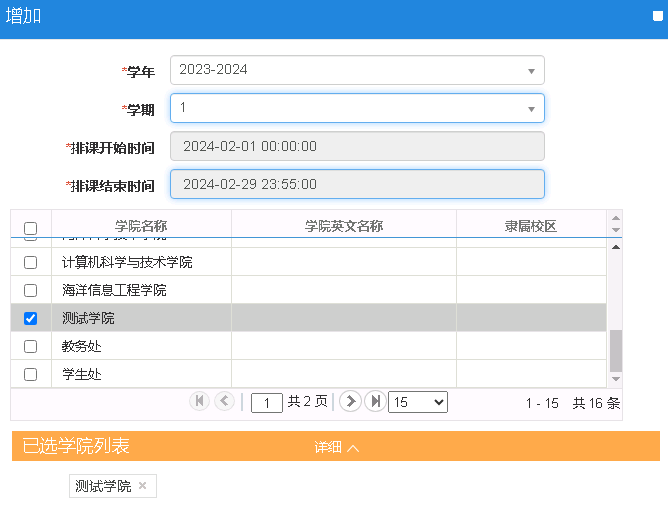 增加
*学年 2023-2024
*学期 1
*排课开始时间 2024-02-01 00:00:00
*排课结束时间 2024-02-29 23:55:00
学院名称 学院英文名称 隶属校区
计算机科学与技术学院
海洋信息工程学院
测试学院
教务处
学生处
1 共 2 页 15 1 - 15 共 16 条
已选学院列表 详细
测试学院 ×